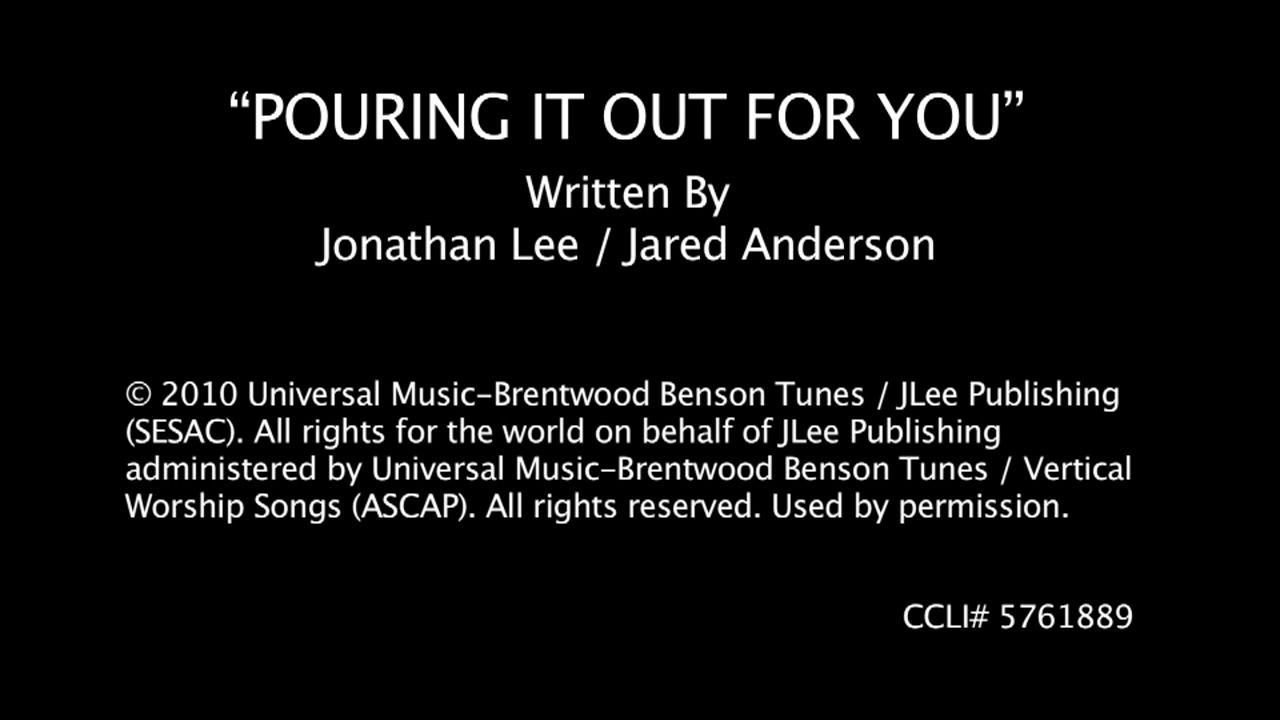 “POURING IT OUT FOR YOU”
Written By
Jonathan Lee / Jared Anderson
© 2010 Universal Music–Brentwood Benson Tunes / JLee Publishing
(SESAC). All rights for the world on behalf of JLee Publishing
administered by Universal Music–Brentwood Benson Tunes / Vertical
Worship Songs (ASCAP). All rights reserved. Used by permission.
CCLI# 5761889